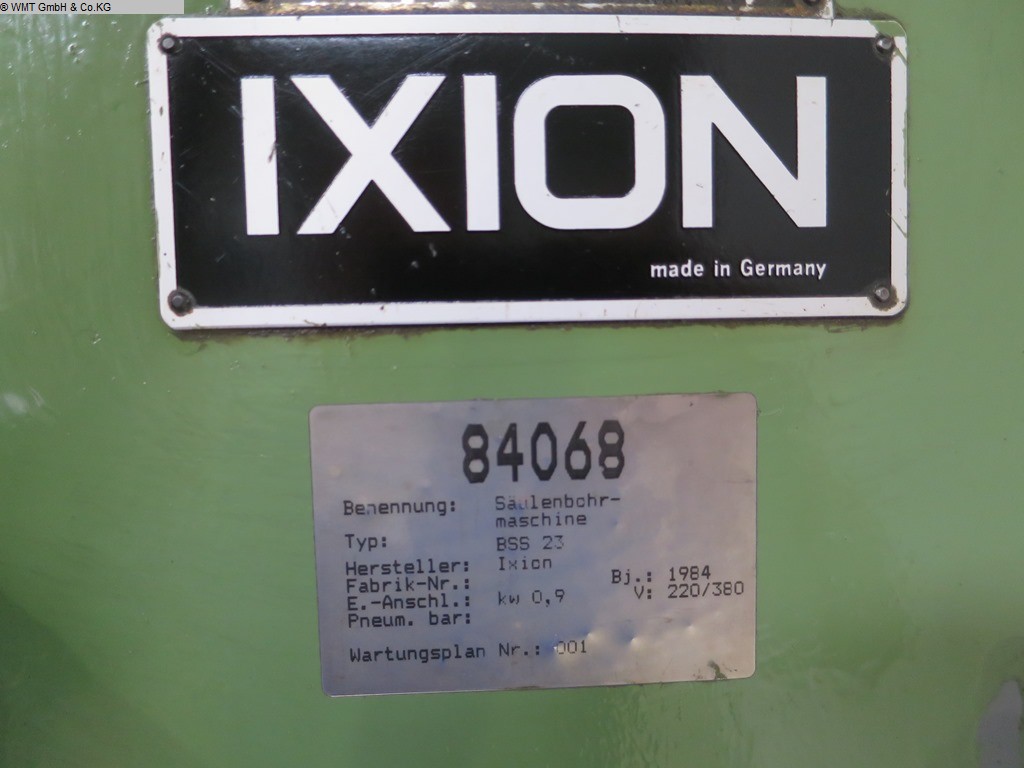 © WMT GmbH & Co.KG
IXION
made in Germany
84068
Benennung: Säulenbohr-
maschine
Typ: BSS 23
Hersteller: Ixion
Fabrik-Nr.: Bj.: 1984
E.-Anschl.: kw 0,9 V: 220/380
Pneum. bar:
Wartungsplan Nr.: 001